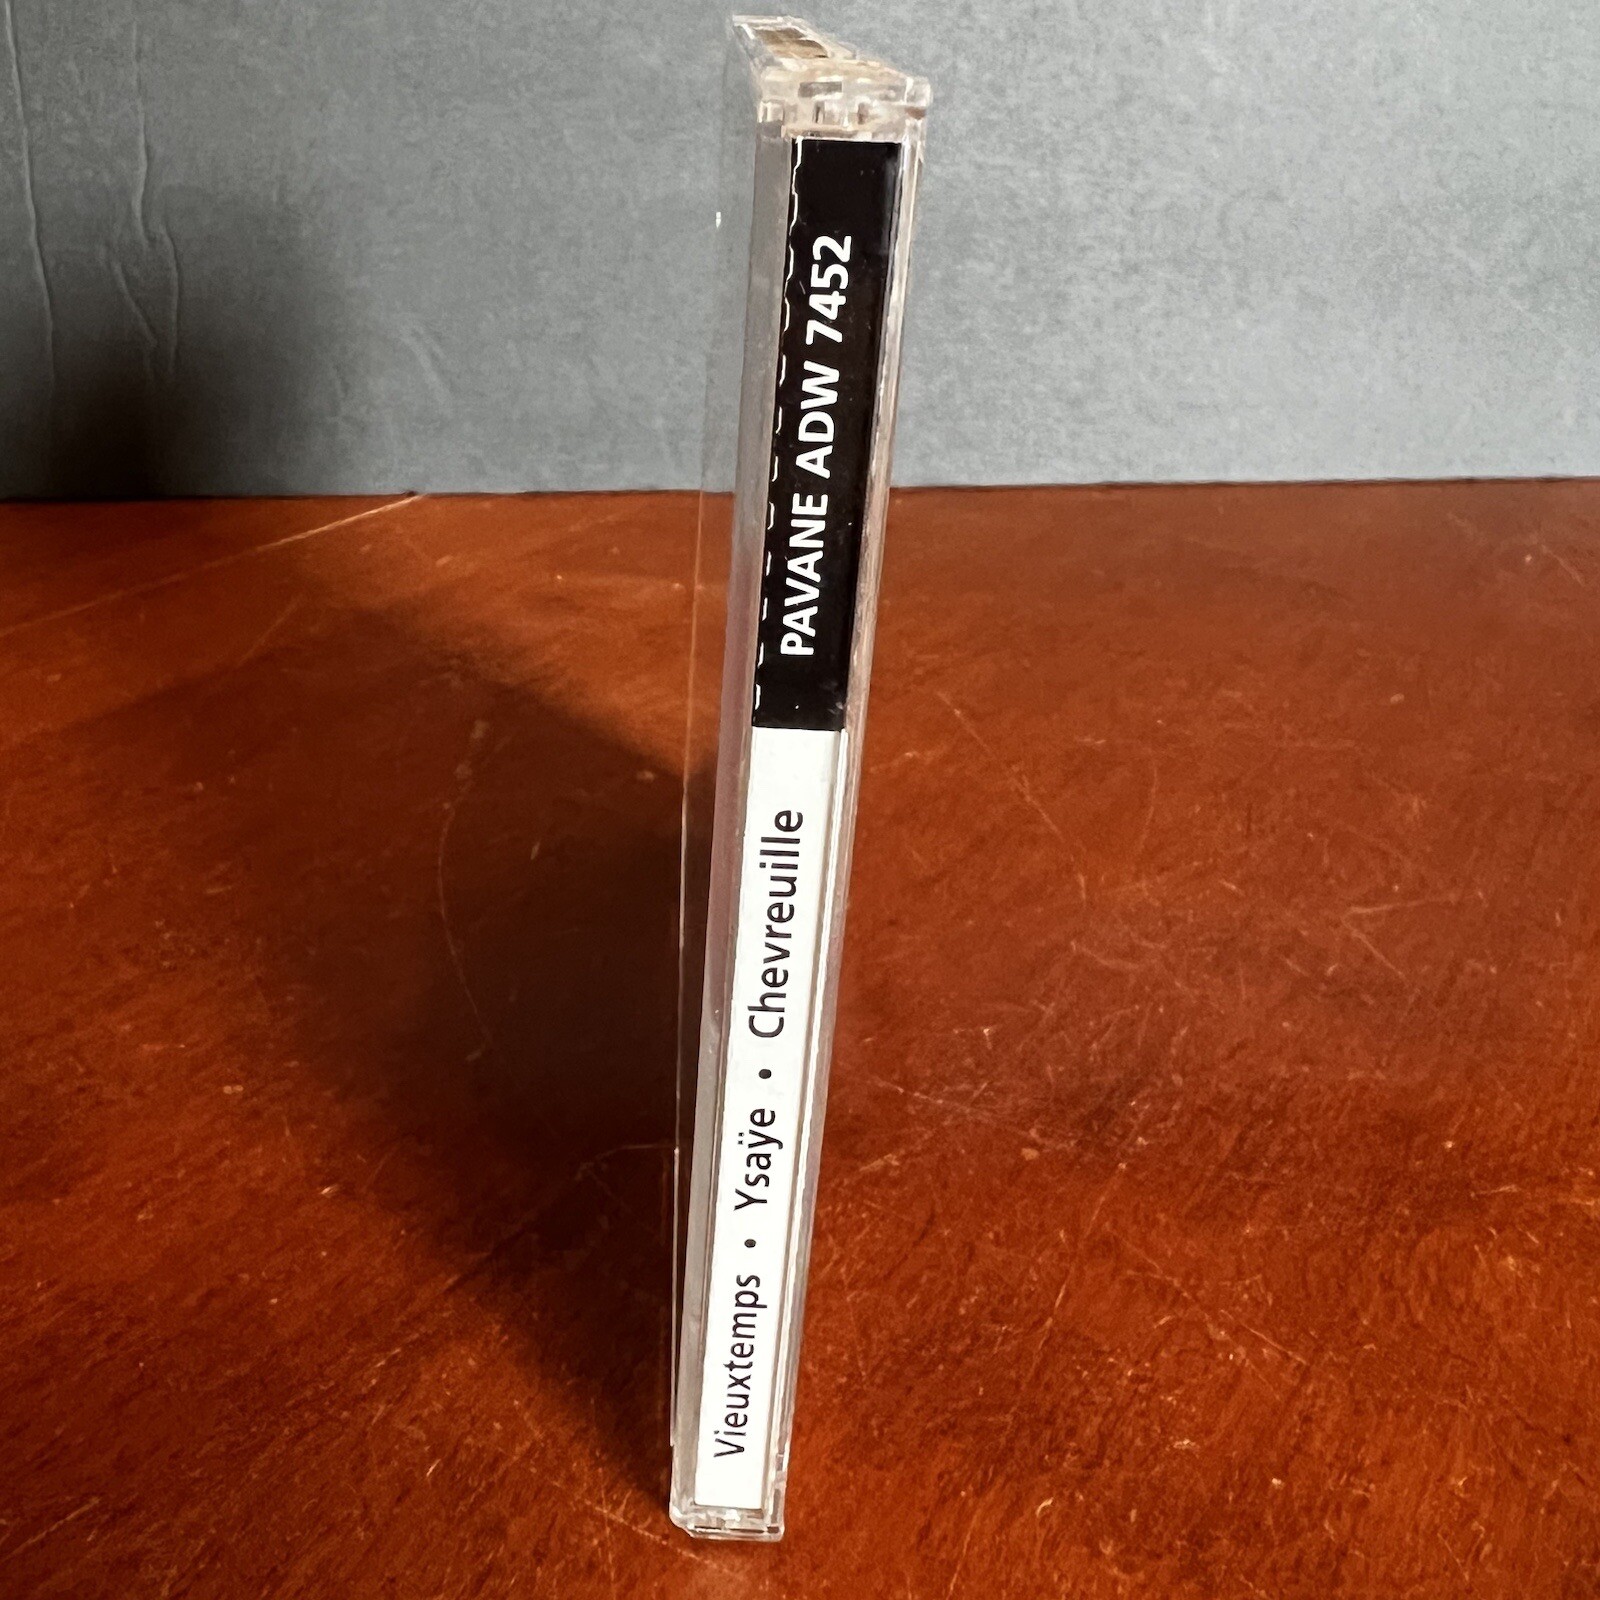 Vieuxtemps • Ysaÿe • Chevreuille
PAVANE ADW 7452